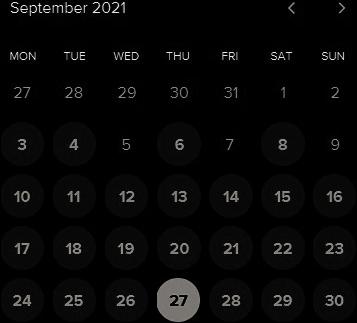 September 2021
MON TUE WED THU FRI SAT SUN
27 28 29 30 31 1 2
3 4 5 6 7 8 9
10 11 12 13 14 15 16
17 18 19 20 21 22 23
24 25 26 27 28 29 30